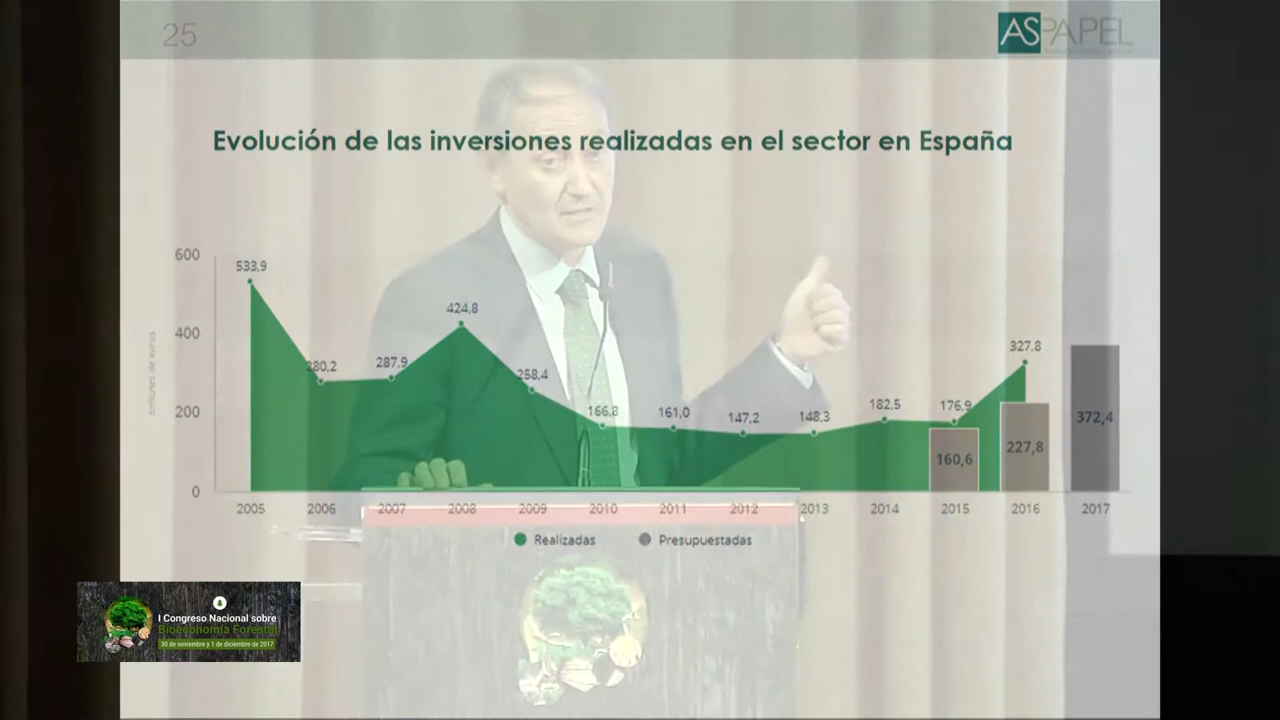 25
ASPAPEL
Evolución de las inversiones realizadas en el sector en España
millones de euros
600
400
200
0
533,9
280,2
287,9
424,8
258,4
166,8
161,0
147,2
148,3
182,5
176,9
327,8
160,6
227,8
372,4
2005 2006 2007 2008 2009 2010 2011 2012 2013 2014 2015 2016 2017
Realizadas Presupuestadas
I Congreso Nacional sobre
Bioeconomía Forestal
30 de noviembre y 1 de diciembre de 2017